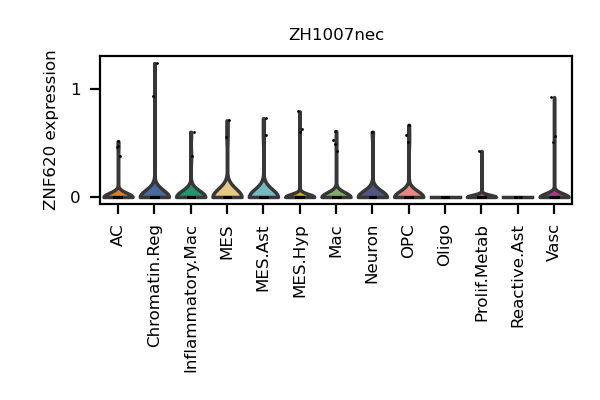 ZH1007nec
ZNF620 expression
1
0
AC
Chromatin.Reg
Inflammatory.Mac
MES
MES.Ast
MES.Hyp
Mac
Neuron
OPC
Oligo
Prolif.Metab
Reactive.Ast
Vasc